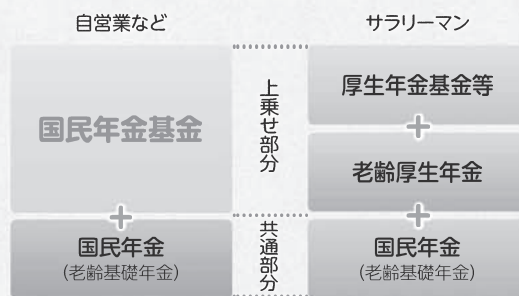 自営業など
サラリーマン
国民年金基金
上乗せ部分
厚生年金基金等
+
老齢厚生年金
+
+
国民年金
(老齢基礎年金)
共通部分
国民年金
(老齢基礎年金)